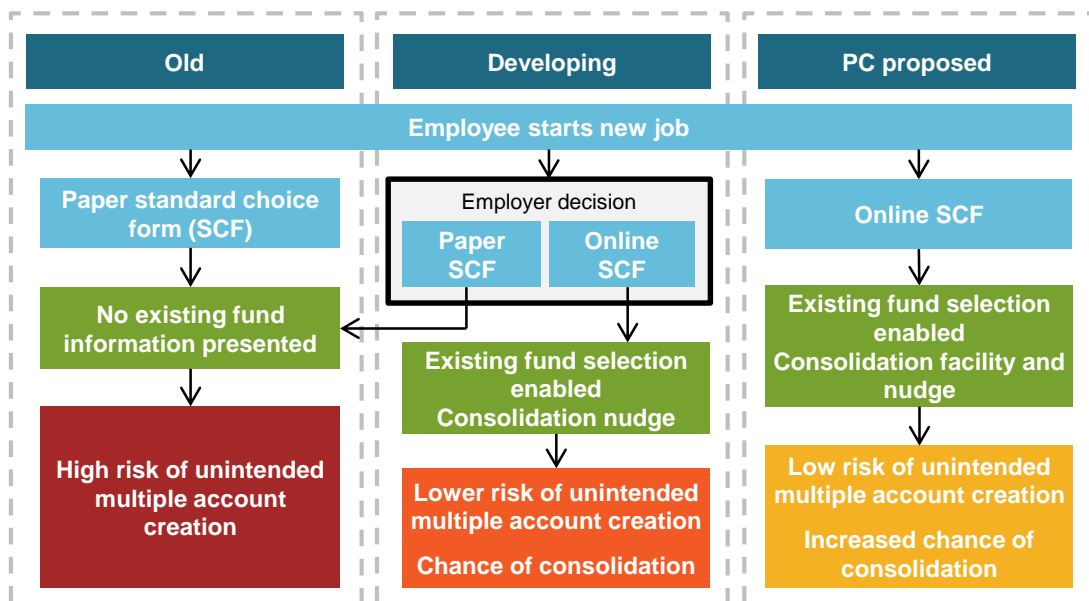 Old
Developing
PC proposed
Employee starts new job
Paper standard choice
form (SCF)
No existing fund
information presented
High risk of unintended
multiple account
creation
Employer decision
Paper
SCF
Online
SCF
Existing fund selection
enabled
Consolidation nudge
Lower risk of unintended
multiple account creation
Chance of consolidation
Online SCF
Existing fund selection
enabled
Consolidation facility and
nudge
Low risk of unintended
multiple account creation
Increased chance of
consolidation